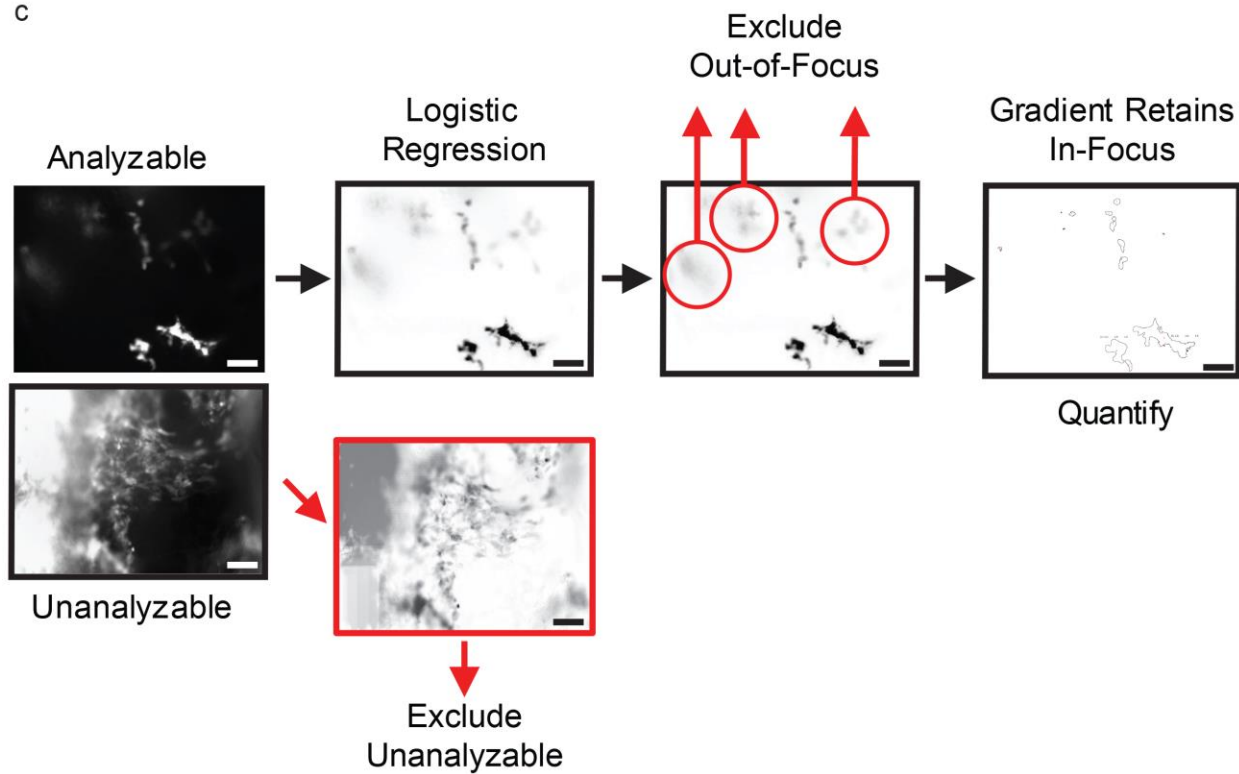 c
Exclude
Out-of-Focus
Logistic
Regression
Gradient Retains
In-Focus
Analyzable
Quantify
Unanalyzable
Exclude
Unanalyzable